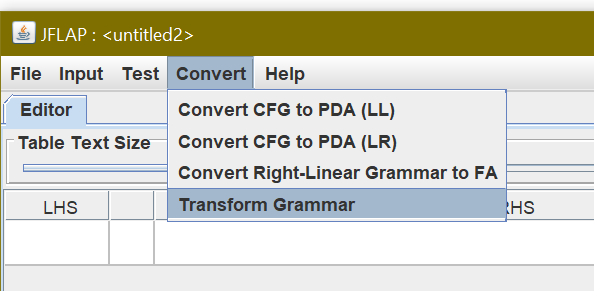 JFLAP : <untitled2>
File Input Test Convert Help
Editor
Convert CFG to PDA (LL)
Table Text Size
Convert CFG to PDA (LR)
Convert Right-Linear Grammar to FA
Transform Grammar
LHS
RHS